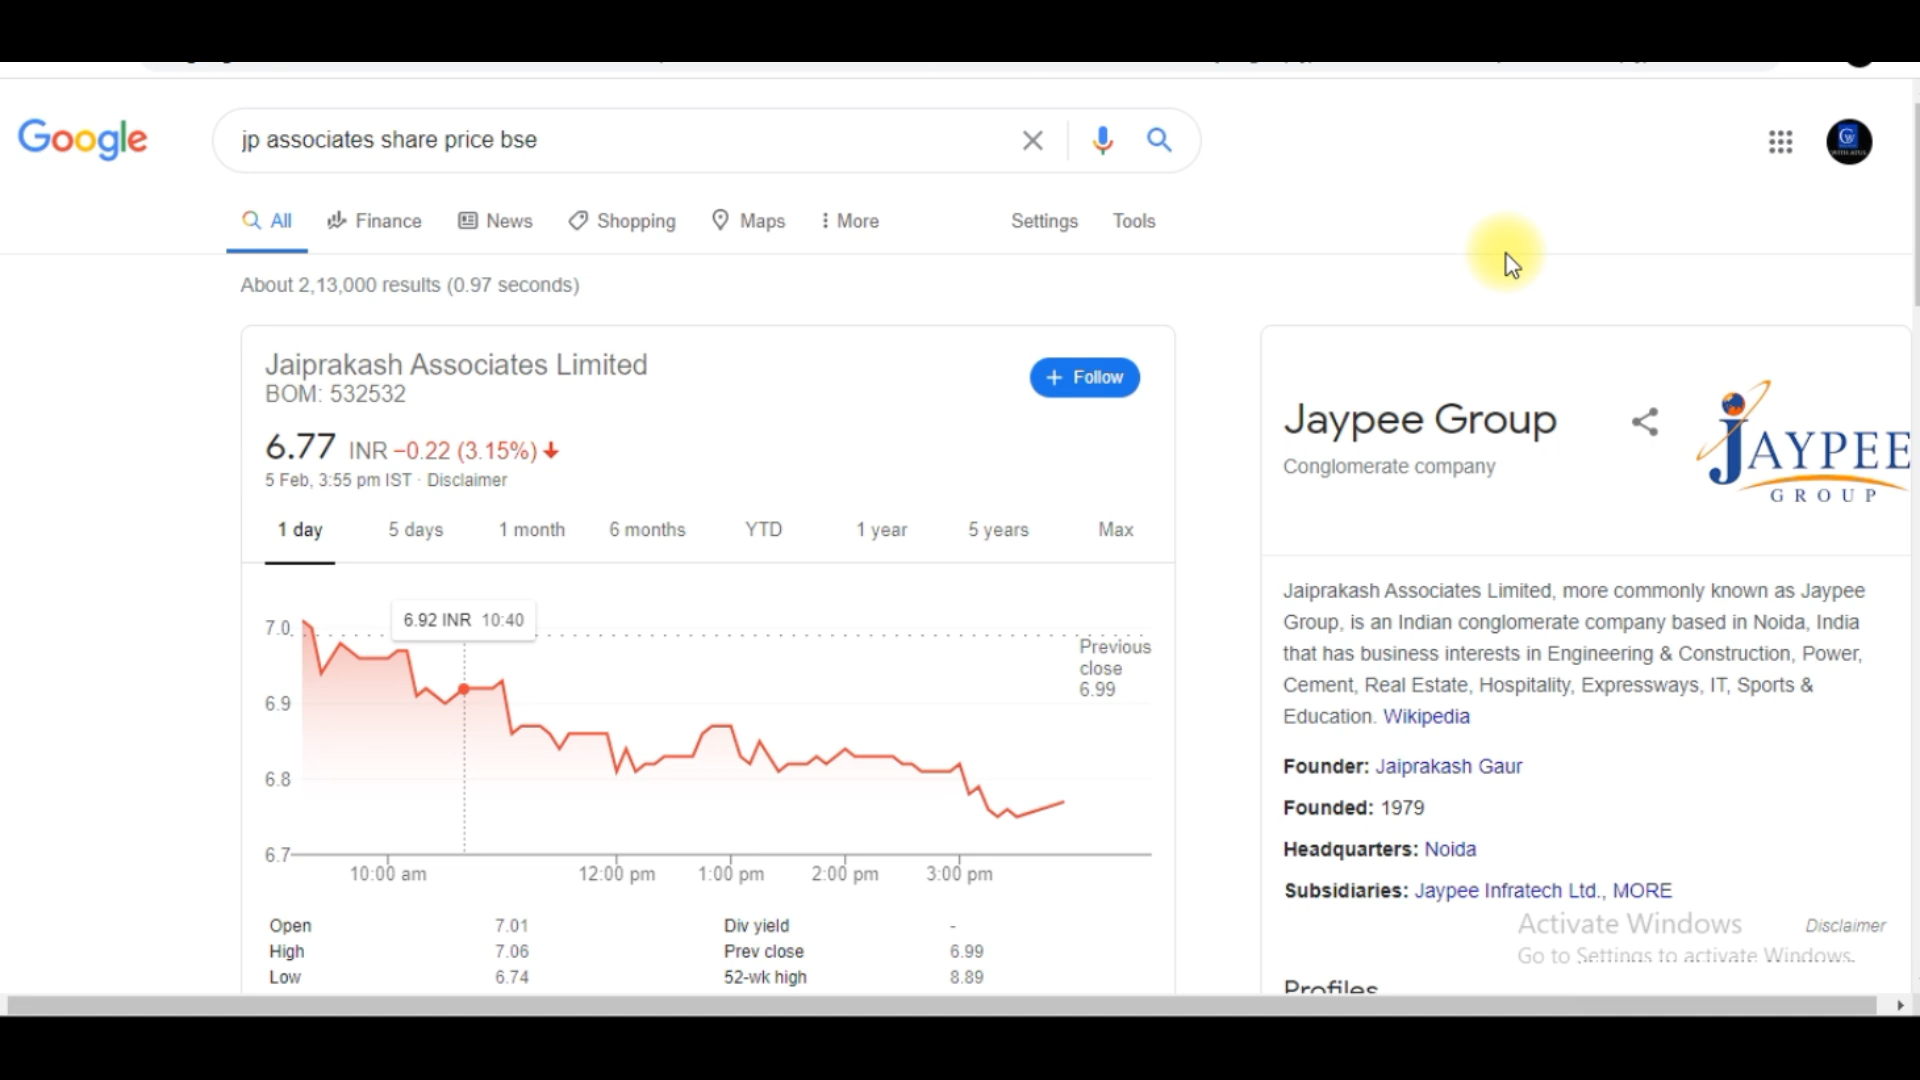 Google
jp associates share price bse
All
Finance
News
Shopping
Maps
More
Settings
Tools
About 2,13,000 results (0.97 seconds)
Jaiprakash Associates Limited
BOM: 532532
+ Follow
6.77 INR −0.22 (3.15%)
5 Feb, 3:55 pm IST · Disclaimer
1 day
5 days
1 month
6 months
YTD
1 year
5 years
Max
6.92 INR 10:40
7.0
6.9
6.8
6.7
Previous
close
6.99
10:00 am
12:00 pm
1:00 pm
2:00 pm
3:00 pm
Open 7.01 Div yield -
High 7.06 Prev close 6.99
Low 6.74 52-wk high 8.89
Jaypee Group
Conglomerate company
JAYPEE
GROUP
Jaiprakash Associates Limited, more commonly known as Jaypee
Group, is an Indian conglomerate company based in Noida, India
that has business interests in Engineering & Construction, Power,
Cement, Real Estate, Hospitality, Expressways, IT, Sports &
Education. Wikipedia
Founder: Jaiprakash Gaur
Founded: 1979
Headquarters: Noida
Subsidiaries: Jaypee Infratech Ltd., MORE
Activate Windows
Disclaimer
Go to Settings to activate Windows.
Profiles